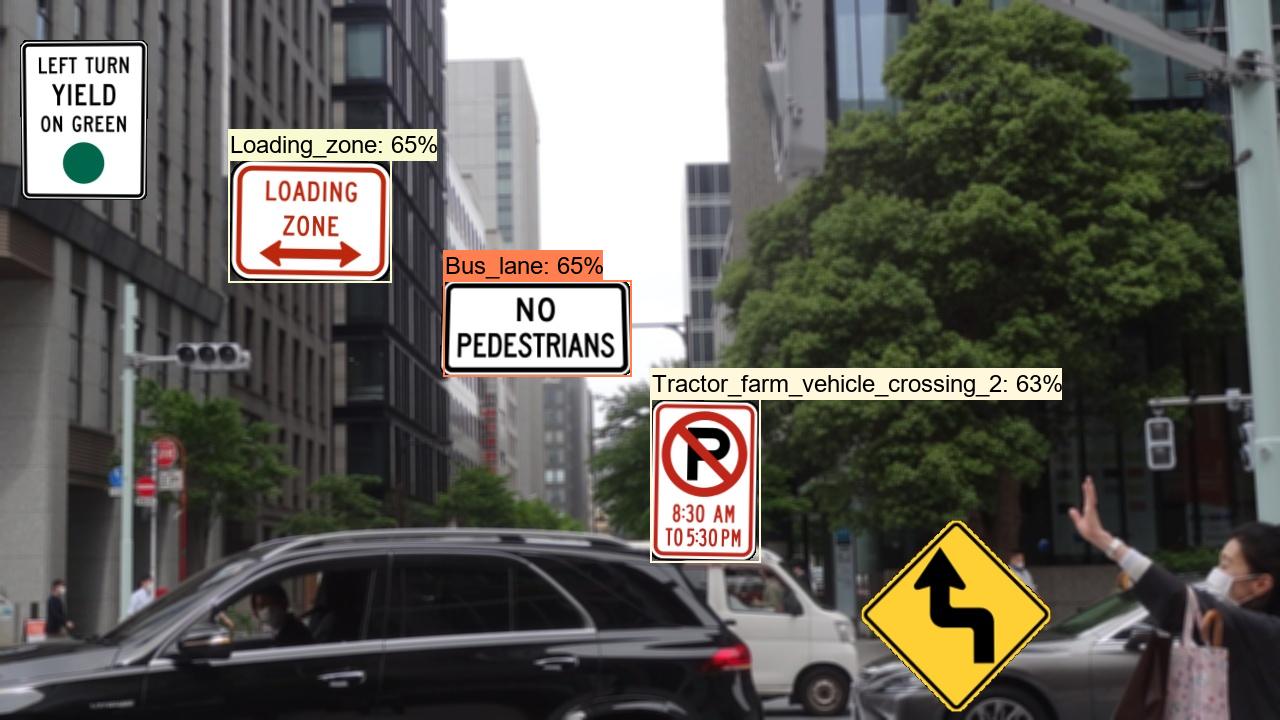 LEFT TURN
YIELD
ON GREEN
Loading_zone: 65%
LOADING
ZONE
Bus_lane: 65%
NO
PEDESTRIANS
Tractor_farm_vehicle_crossing_2: 63%
P
8:30 AM
TO 5:30 PM